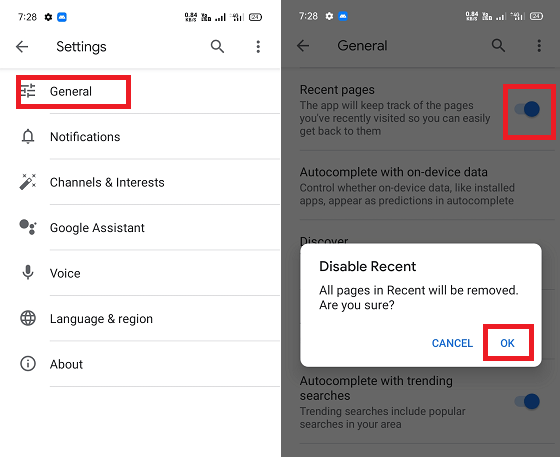 7:28
0.84
KB/S
Vo
LTE
4G
24
Settings
General
Notifications
Channels & Interests
Google Assistant
Voice
Language & region
About
7:28
0.84
KB/S
4G
24
General
Recent pages
The app will keep track of the pages
you've recently visited so you can easily
get back to them
Autocomplete with on-device data
Control whether on-device data, like installed
apps, appear as predictions in autocomplete
Discover
Disable Recent
All pages in Recent will be removed.
Are you sure?
CANCEL
OK
Autocomplete with trending
searches
Trending searches include popular
searches in your area